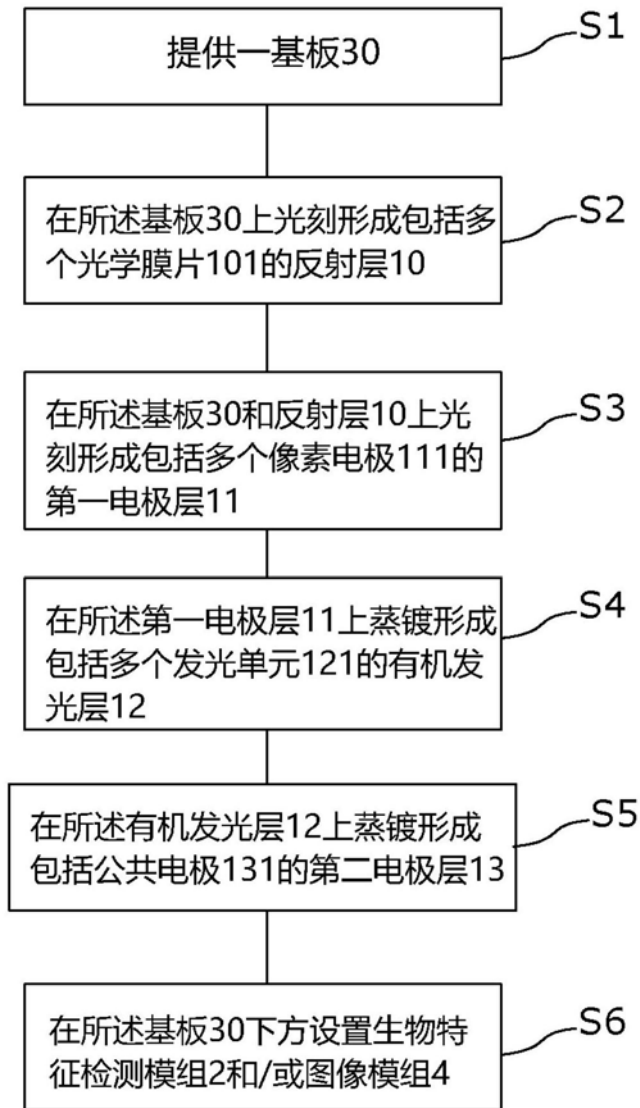 提供一基板30
S1
在所述基板30上光刻形成包括多
个光学膜片101的反射层10
S2
在所述基板30和反射层10上光
刻形成包括多个像素电极111的
第一电极层11
S3
在所述第一电极层11上蒸镀形成
包括多个发光单元121的有机发
光层12
S4
在所述有机发光层12上蒸镀形成
包括公共电极131的第二电极层13
S5
在所述基板30下方设置生物特
征检测模组2和/或图像模组4
S6